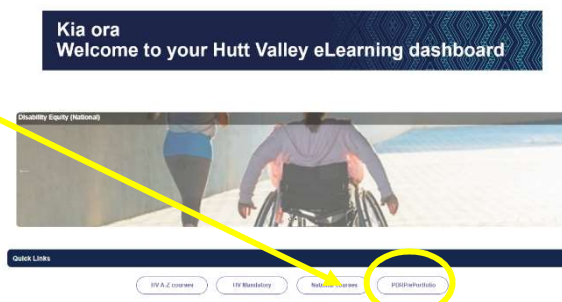 Kia ora
Welcome to your Hutt Valley eLearning dashboard
Disability Equity (National)
Quick Links
HV A-Z courses
HV Mandatory
National courses
PDRP/ePortfolio